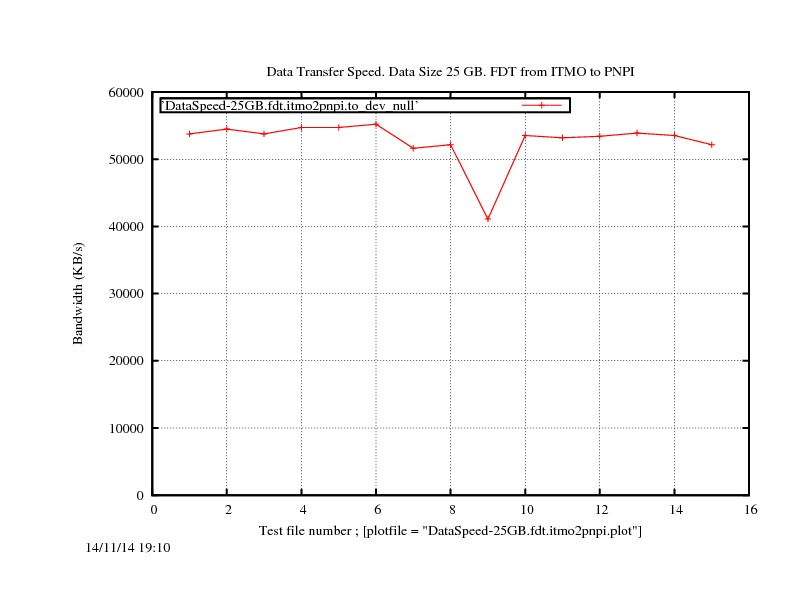 Data Transfer Speed. Data Size 25 GB. FDT from ITMO to PNPI
60000
'DataSpeed-25GB.fdt.itmo2pnpi.to_dev_null'
50000
40000
30000
20000
10000
0
Bandwidth (KB/s)
0 2 4 6 8 10 12 14 16
Test file number ; [plotfile = "DataSpeed-25GB.fdt.itmo2pnpi.plot"]
14/11/14 19:10